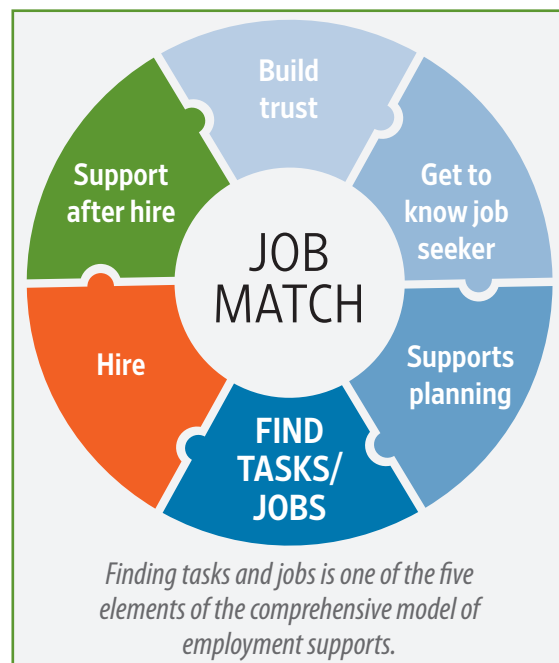 Build
trust
Get to
know job
seeker
Supports
planning
FIND
TASKS/
JOBS
Hire
Support
after hire
JOB
MATCH
Finding tasks and jobs is one of the five
elements of the comprehensive model of
employment supports.